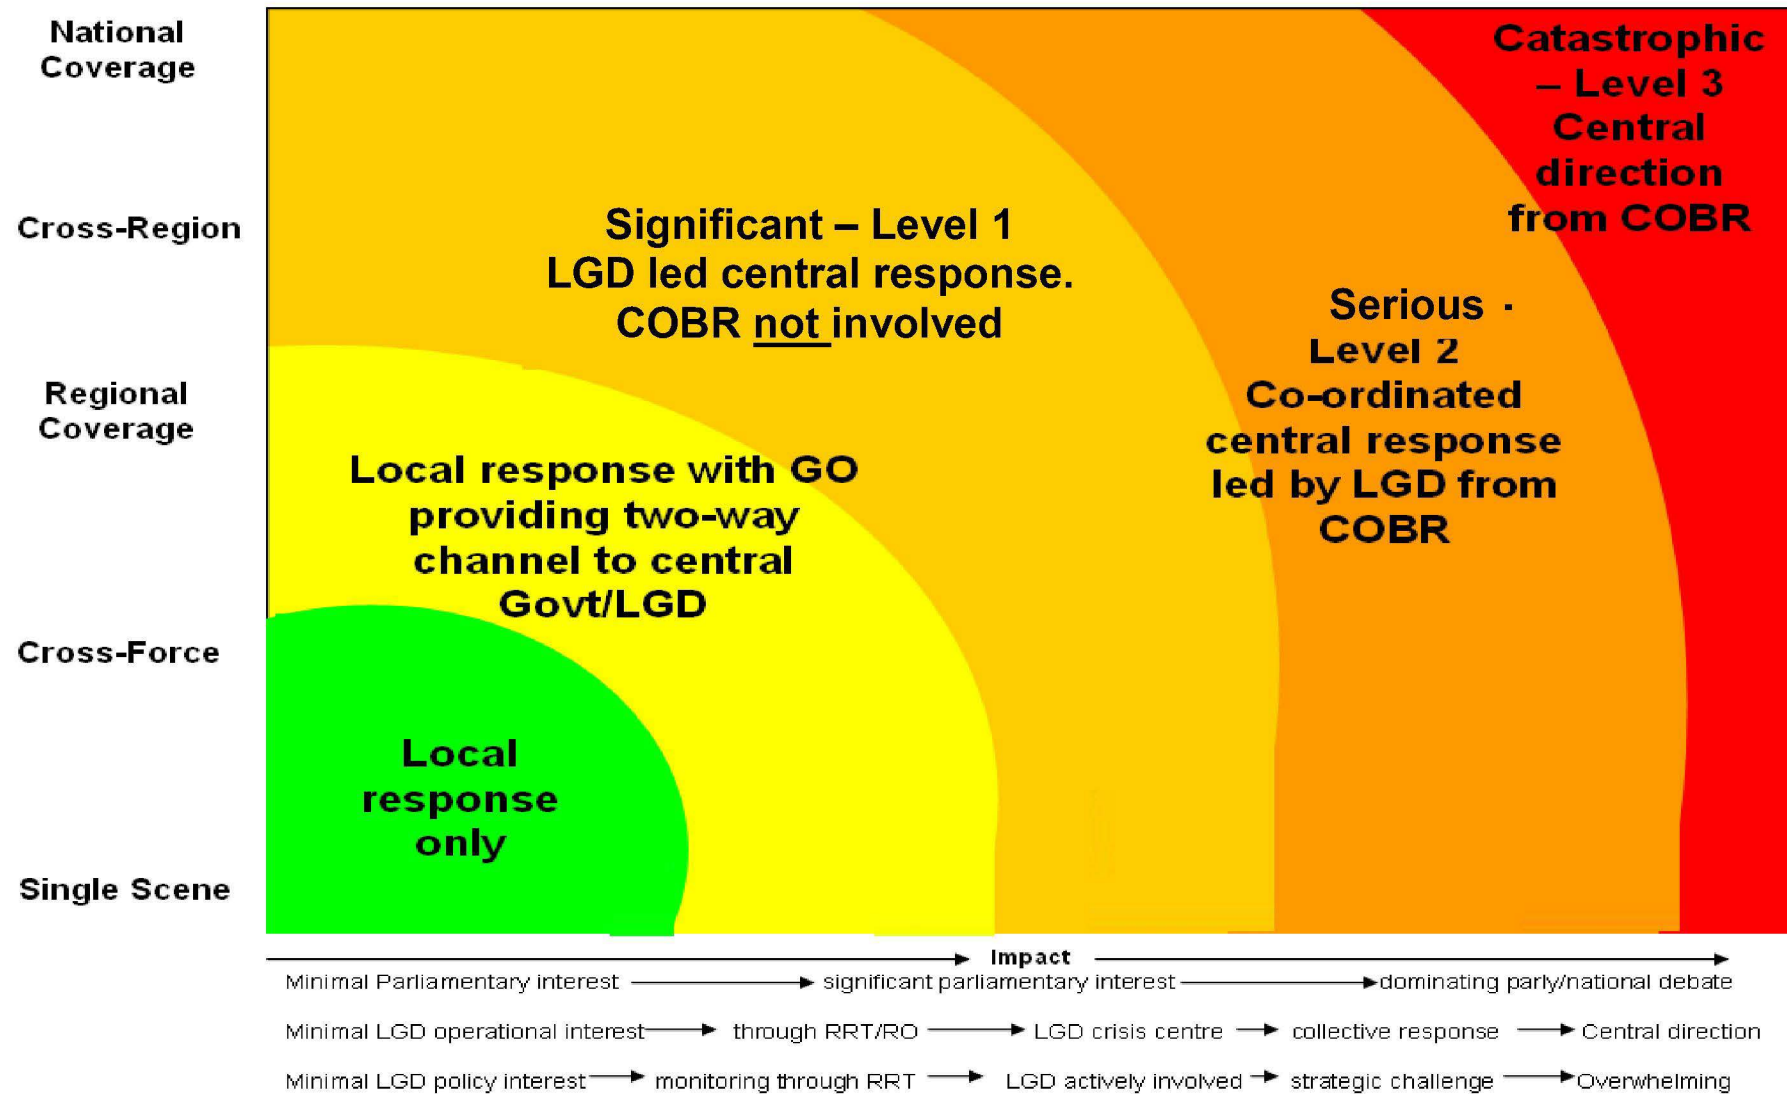 National
Coverage
Cross-Region
Regional
Coverage
Cross-Force
Single Scene
Catastrophic
– Level 3
Central
direction
from COBR
Significant – Level 1
LGD led central response.
COBR not involved
Serious -
Level 2
Co-ordinated
central response
led by LGD from
COBR
Local response with GO
providing two-way
channel to central
Govt/LGD
Local
response
only
Impact
Minimal Parliamentary interest significant parliamentary interest dominating parly/national debate
Minimal LGD operational interest through RRT/RO LGD crisis centre collective response Central direction
Minimal LGD policy interest monitoring through RRT LGD actively involved strategic challenge Overwhelming